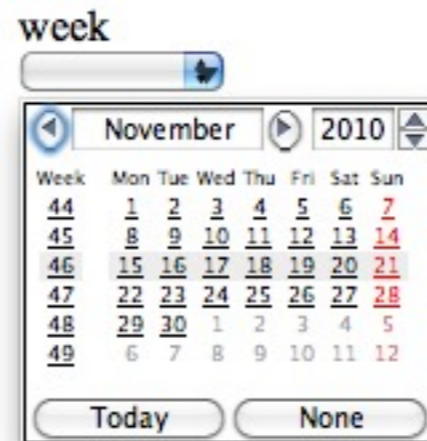 week
November 2010
Week Mon Tue Wed Thu Fri Sat Sun
44 1 2 3 4 5 6 7
45 8 9 10 11 12 13 14
46 15 16 17 18 19 20 21
47 22 23 24 25 26 27 28
48 29 30 1 2 3 4 5
49 6 7 8 9 10 11 12
Today None